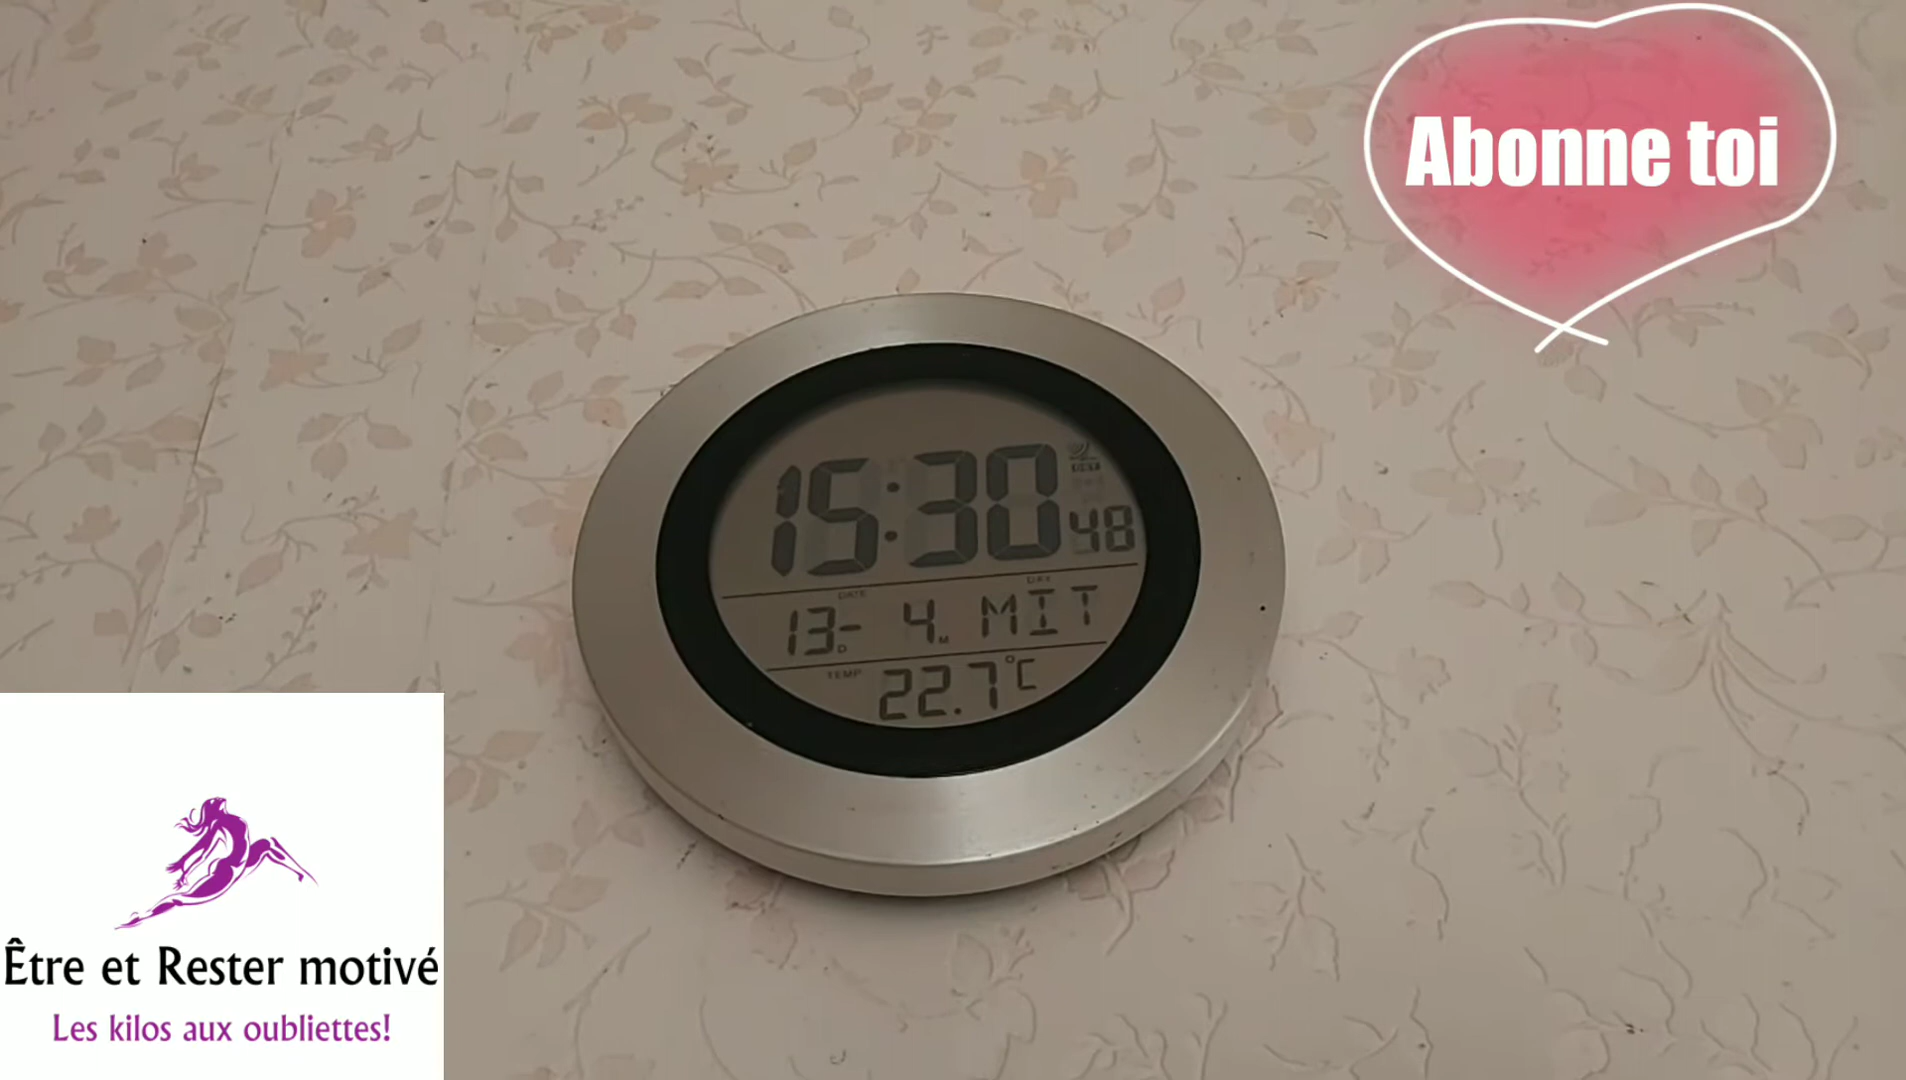 Abonne toi
15:30 48
DST
DATE DAY
13- 4 MIT
D M
TEMP 22.7°C
Être et Rester motivé
Les kilos aux oubliettes!